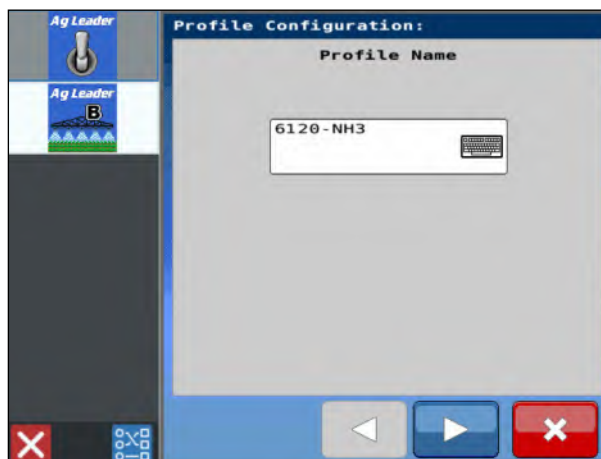 Ag Leader
Ag Leader
B
Profile Configuration:
Profile Name
6120-NH3